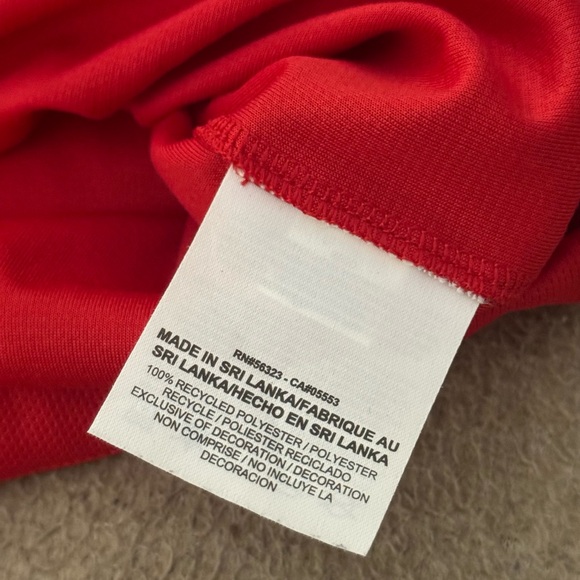 RN#56323 - CA#05553
MADE IN SRI LANKA/FABRIQUE AU
SRI LANKA/HECHO EN SRI LANKA
100% RECYCLED POLYESTER / POLYESTER
RECYCLE / POLIESTER RECICLADO
EXCLUSIVE OF DECORATION / DECORATION
NON COMPRISE / NO INCLUYE LA
DECORACION